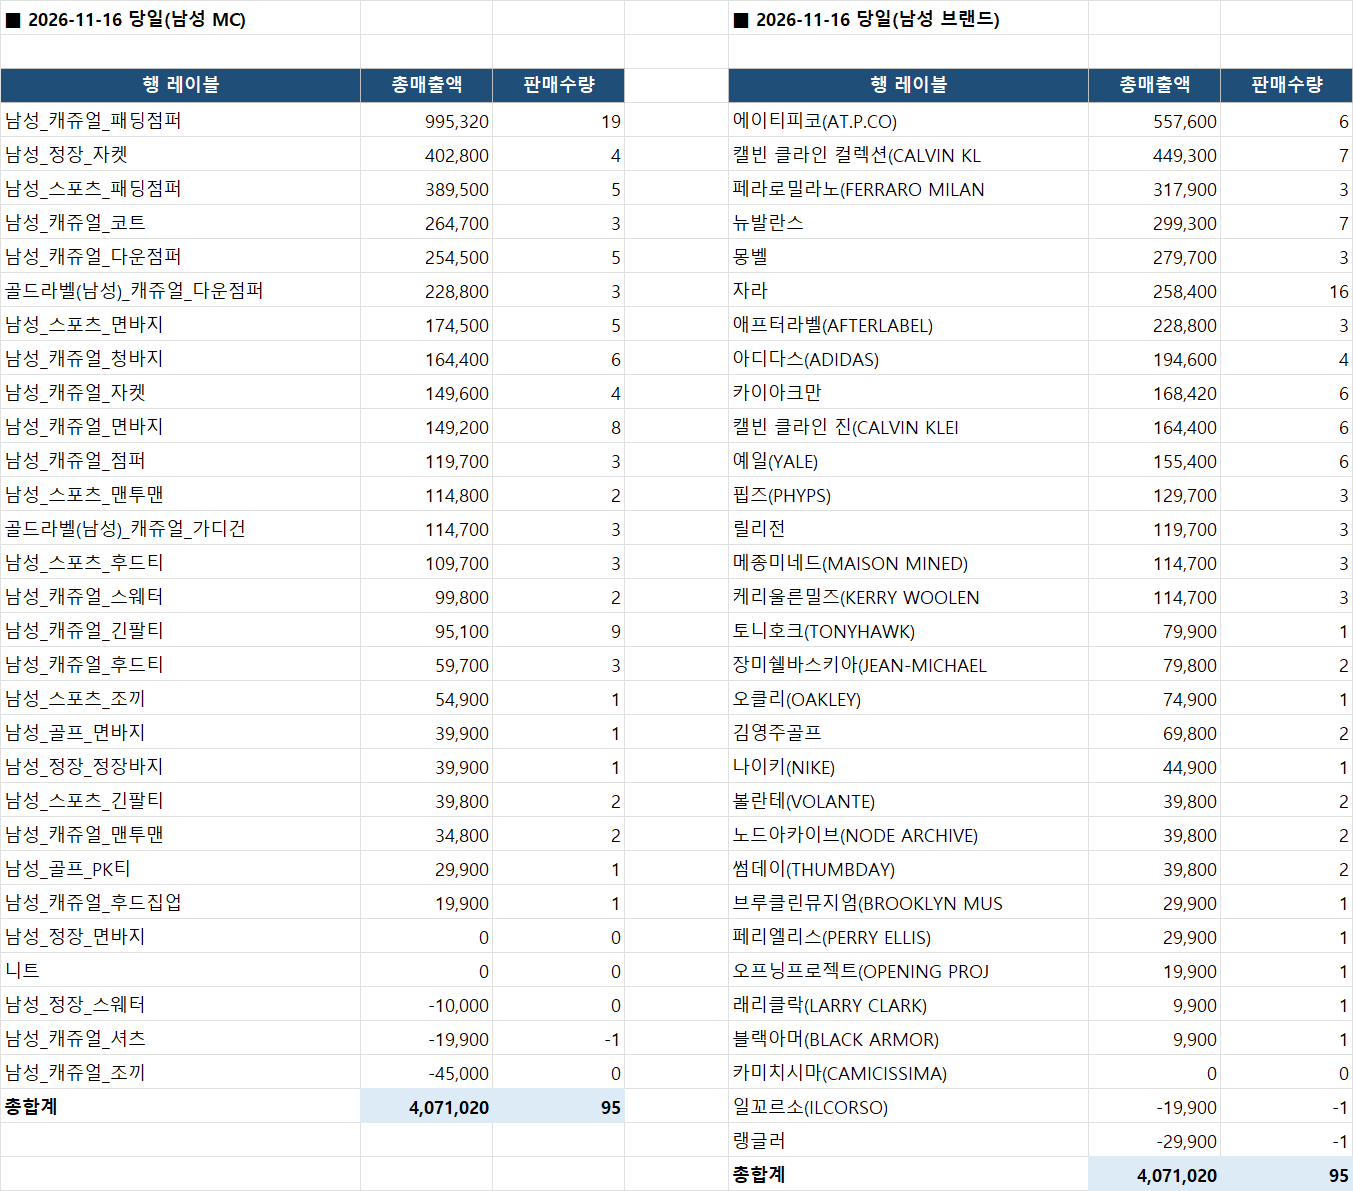 ■ 2026-11-16 당일(남성 MC)
행 레이블 총매출액 판매수량
남성_캐쥬얼_패딩점퍼 995,320 19
남성_정장_자켓 402,800 4
남성_스포츠_패딩점퍼 389,500 5
남성_캐쥬얼_코트 264,700 3
남성_캐쥬얼_다운점퍼 254,500 5
골드라벨(남성)_캐쥬얼_다운점퍼 228,800 3
남성_스포츠_면바지 174,500 5
남성_캐쥬얼_청바지 164,400 6
남성_캐쥬얼_자켓 149,600 4
남성_캐쥬얼_면바지 149,200 8
남성_캐쥬얼_점퍼 119,700 3
남성_스포츠_맨투맨 114,800 2
골드라벨(남성)_캐쥬얼_가디건 114,700 3
남성_스포츠_후드티 109,700 3
남성_캐쥬얼_스웨터 99,800 2
남성_캐쥬얼_긴팔티 95,100 9
남성_캐쥬얼_후드티 59,700 3
남성_스포츠_조끼 54,900 1
남성_골프_면바지 39,900 1
남성_정장_정장바지 39,900 1
남성_스포츠_긴팔티 39,800 2
남성_캐쥬얼_맨투맨 34,800 2
남성_골프_PK티 29,900 1
남성_캐쥬얼_후드집업 19,900 1
남성_정장_면바지 0 0
니트 0 0
남성_정장_스웨터 -10,000 0
남성_캐쥬얼_셔츠 -19,900 -1
남성_캐쥬얼_조끼 -45,000 0
총합계 4,071,020 95
■ 2026-11-16 당일(남성 브랜드)
행 레이블 총매출액 판매수량
에이티피코(AT.P.CO) 557,600 6
캘빈 클라인 컬렉션(CALVIN KL 449,300 7
페라로밀라노(FERRARO MILAN 317,900 3
뉴발란스 299,300 7
몽벨 279,700 3
자라 258,400 16
애프터라벨(AFTERLABEL) 228,800 3
아디다스(ADIDAS) 194,600 4
카이아크만 168,420 6
캘빈 클라인 진(CALVIN KLEI 164,400 6
예일(YALE) 155,400 6
핍즈(PHYPS) 129,700 3
릴리전 119,700 3
메종미네드(MAISON MINED) 114,700 3
케리울른밀즈(KERRY WOOLEN 114,700 3
토니호크(TONYHAWK) 79,900 1
장미쉘바스키아(JEAN-MICHAEL 79,800 2
오클리(OAKLEY) 74,900 1
김영주골프 69,800 2
나이키(NIKE) 44,900 1
볼란테(VOLANTE) 39,800 2
노드아카이브(NODE ARCHIVE) 39,800 2
썸데이(THUMBDAY) 39,800 2
브루클린뮤지엄(BROOKLYN MUS 29,900 1
페리엘리스(PERRY ELLIS) 29,900 1
오프닝프로젝트(OPENING PROJ 19,900 1
래리클락(LARRY CLARK) 9,900 1
블랙아머(BLACK ARMOR) 9,900 1
카미치시마(CAMICISSIMA) 0 0
일꼬르소(ILCORSO) -19,900 -1
랭글러 -29,900 -1
총합계 4,071,020 95